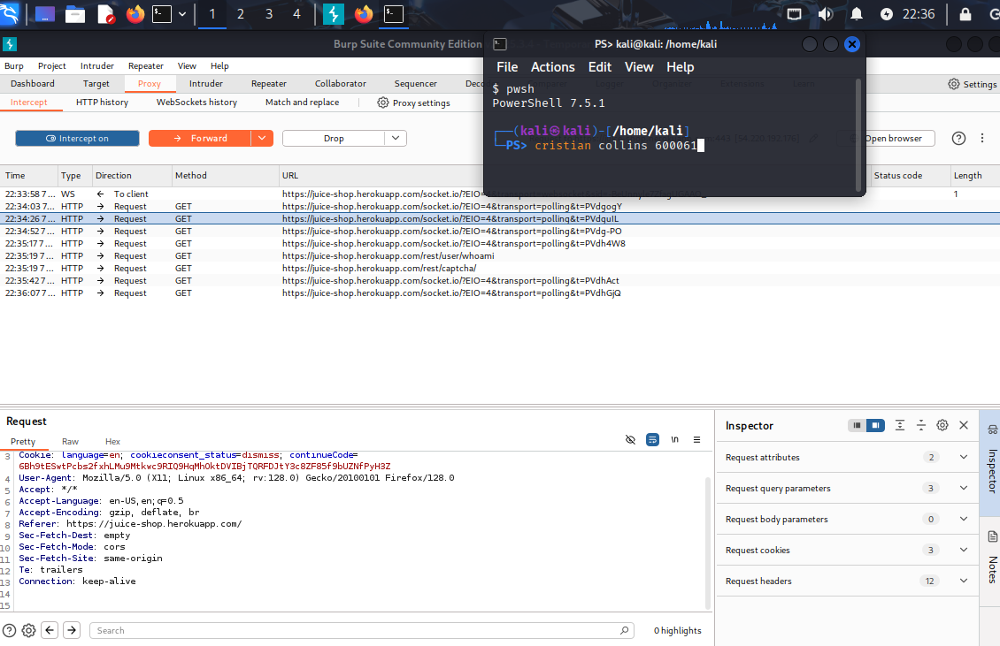 1 2 3 4 22:36
Burp Suite Community Edition
PS> kali@kali: /home/kali
Burp Project Intruder Repeater View Help
File Actions Edit View Help
Dashboard Target Proxy Intruder Repeater Collaborator Sequencer Settings
$ pwsh
PowerShell 7.5.1
Intercept HTTP history WebSockets history Match and replace Proxy settings
┌──(kali㉿kali)-[/home/kali]
└─PS> cristian collins 600061
Intercept on Forward Drop Open browser
Time Type Direction Method URL Status code Length
22:33:58 7... WS ← To client 1
22:34:03 7... HTTP → Request GET https://juice-shop.herokuapp.com/socket.io/?EIO=4&transport=polling&t=PVdgogY
22:34:26 7... HTTP → Request GET https://juice-shop.herokuapp.com/socket.io/?EIO=4&transport=polling&t=PVdquIL
22:34:52 7... HTTP → Request GET https://juice-shop.herokuapp.com/socket.io/?EIO=4&transport=polling&t=PVdg-PO
22:35:17 7... HTTP → Request GET https://juice-shop.herokuapp.com/socket.io/?EIO=4&transport=polling&t=PVdh4W8
22:35:19 7... HTTP → Request GET https://juice-shop.herokuapp.com/rest/user/whoami
22:35:19 7... HTTP → Request GET https://juice-shop.herokuapp.com/rest/captcha/
22:35:42 7... HTTP → Request GET https://juice-shop.herokuapp.com/socket.io/?EIO=4&transport=polling&t=PVdhAct
22:36:07 7... HTTP → Request GET https://juice-shop.herokuapp.com/socket.io/?EIO=4&transport=polling&t=PVdhGjQ
Request
Pretty Raw Hex \n
3 Cookie: language=en; cookieconsent_status=dismiss; continueCode=
6Bh9tESwtPcbs2fxhLMu9Mtkwc9RIQ9HqMhOktDVIBjTQRFDJtY3c8ZF85f9bUZNfPyH3Z
4 User-Agent: Mozilla/5.0 (X11; Linux x86_64; rv:128.0) Gecko/20100101 Firefox/128.0
5 Accept: */*
6 Accept-Language: en-US,en;q=0.5
7 Accept-Encoding: gzip, deflate, br
8 Referer: https://juice-shop.herokuapp.com/
9 Sec-Fetch-Dest: empty
10 Sec-Fetch-Mode: cors
11 Sec-Fetch-Site: same-origin
12 Te: trailers
13 Connection: keep-alive
14
15
Search 0 highlights
Inspector
Request attributes 2
Request query parameters 3
Request body parameters 0
Request cookies 3
Request headers 12
Inspector
Notes